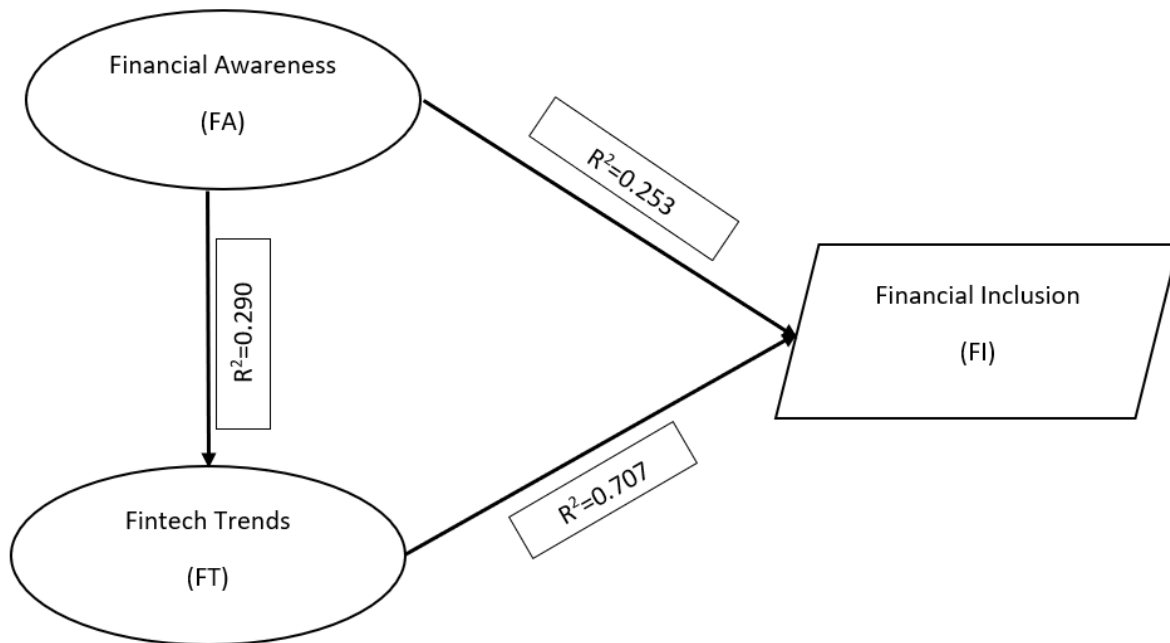 Financial Awareness
(FA)
R²=0.253
R²=0.290
Financial Inclusion
(FI)
R²=0.707
Fintech Trends
(FT)